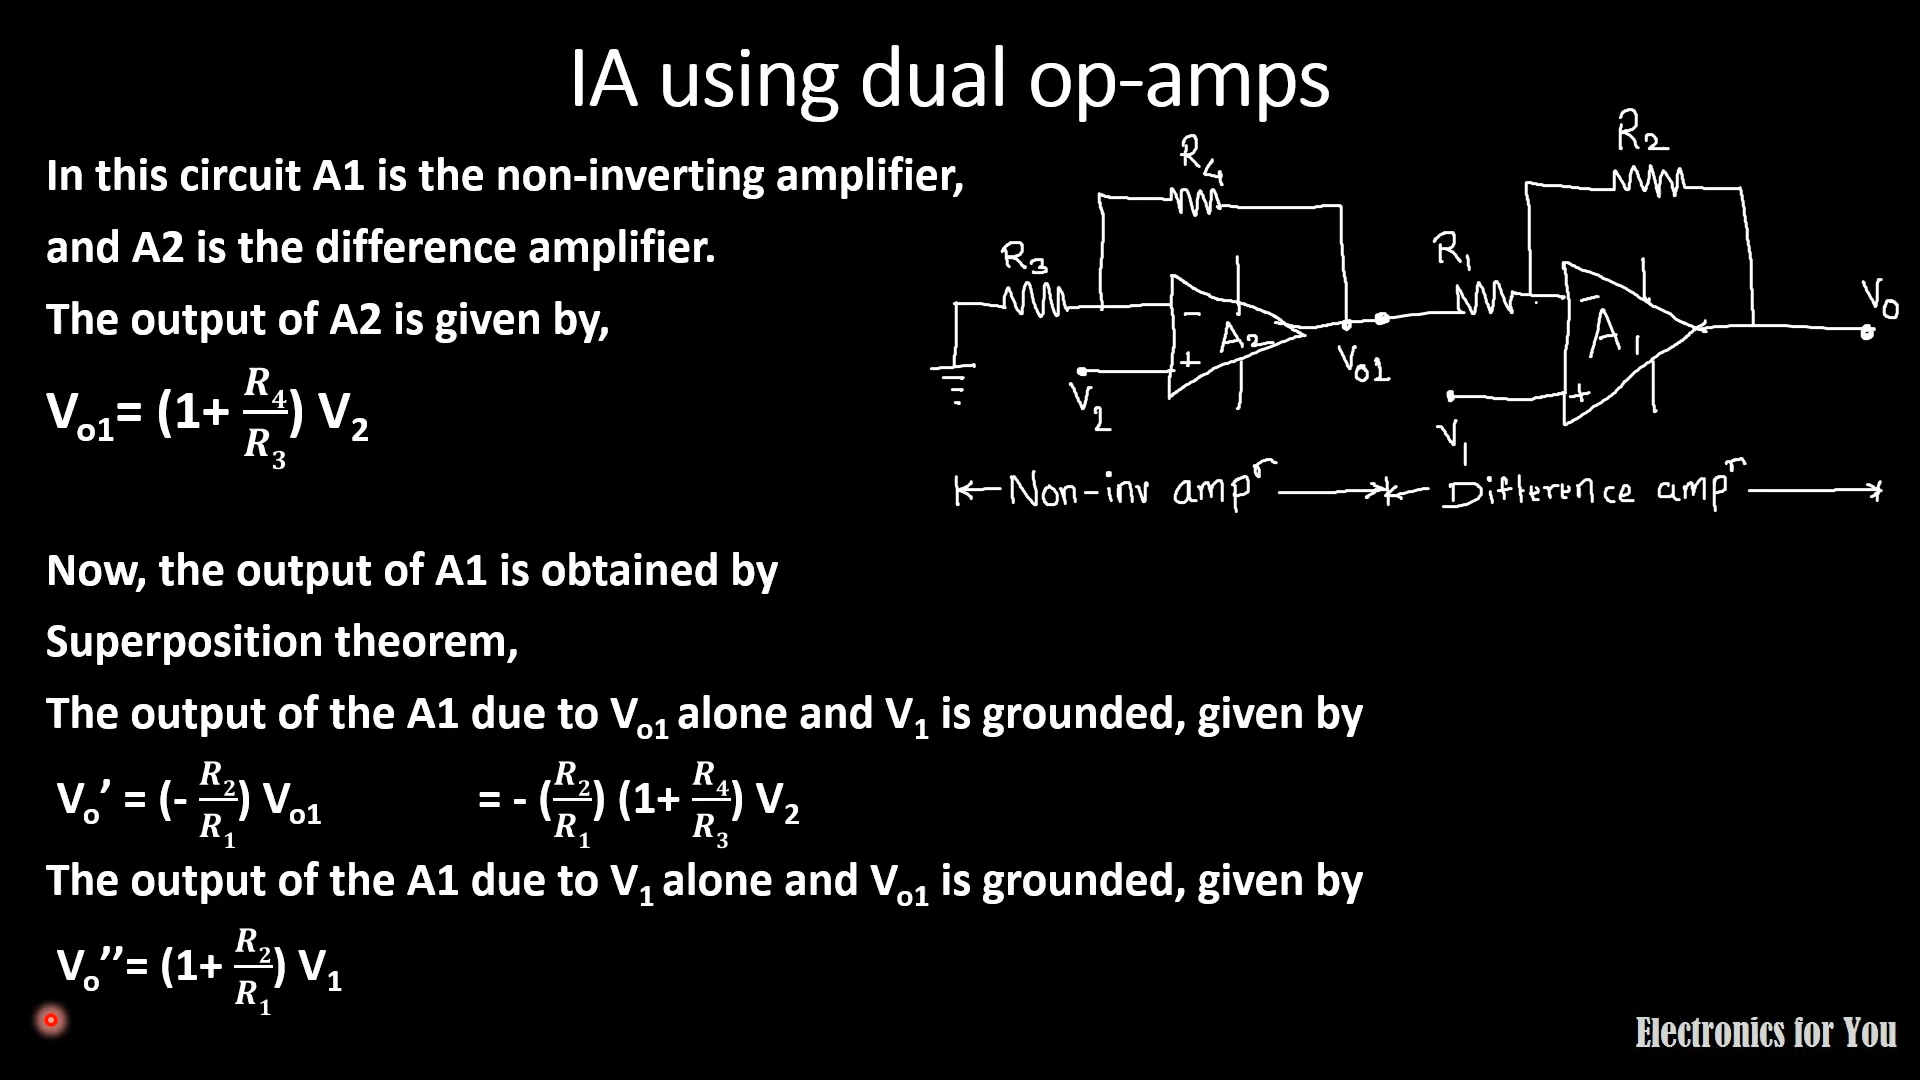 IA using dual op-amps
In this circuit A1 is the non-inverting amplifier,
and A2 is the difference amplifier.
The output of A2 is given by,
V₀₁= (1+ R₄/R₃) V₂
Now, the output of A1 is obtained by
Superposition theorem,
The output of the A1 due to Vₒ₁ alone and V₁ is grounded, given by
Vₒ’ = (- R₂/R₁) Vₒ₁ = - (R₂/R₁) (1+ R₄/R₃) V₂
The output of the A1 due to V₁ alone and Vₒ₁ is grounded, given by
Vₒ’’= (1+ R₂/R₁) V₁
R₄
R₂
R₃
R₁
- A₂ +
- A₁ +
V₂
V₀₁
V₁
V₀
Non-inv ampʳ
Difference ampʳ
Electronics for You